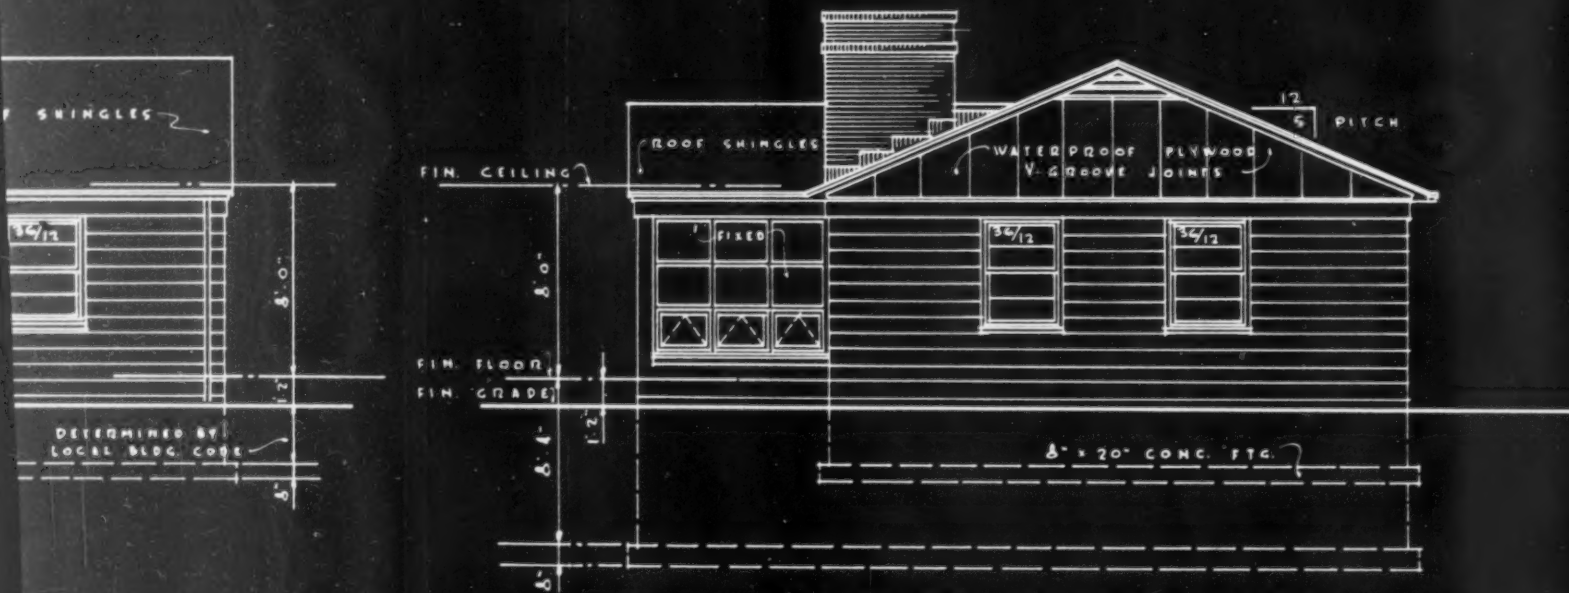 F SHINGLES
36/12
8'-0"
1'-2"
DETERMINED BY
LOCAL BLDG. CODE
8"
FIN. CEILING
FIN. FLOOR
FIN. GRADE
8'-0"
1'-2"
8'-4"
8"
ROOF SHINGLES
1" FIXED
WATERPROOF PLYWOOD
V-GROOVE JOINTS
12
5 PITCH
36/12
36/12
8" x 20" CONC. FTG.